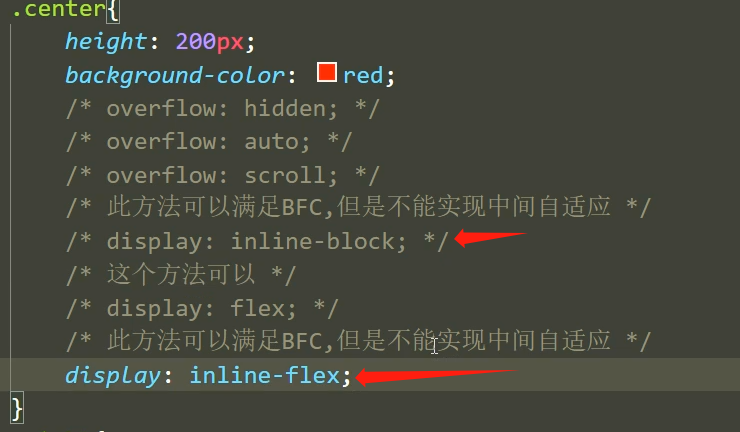 .center{
height: 200px;
background-color: red;
/* overflow: hidden; */
/* overflow: auto; */
/* overflow: scroll; */
/* 此方法可以满足BFC,但是不能实现中间自适应 */
/* display: inline-block; */
/* 这个方法可以 */
/* display: flex; */
/* 此方法可以满足BFC,但是不能实现中间自适应 */
display: inline-flex;
}